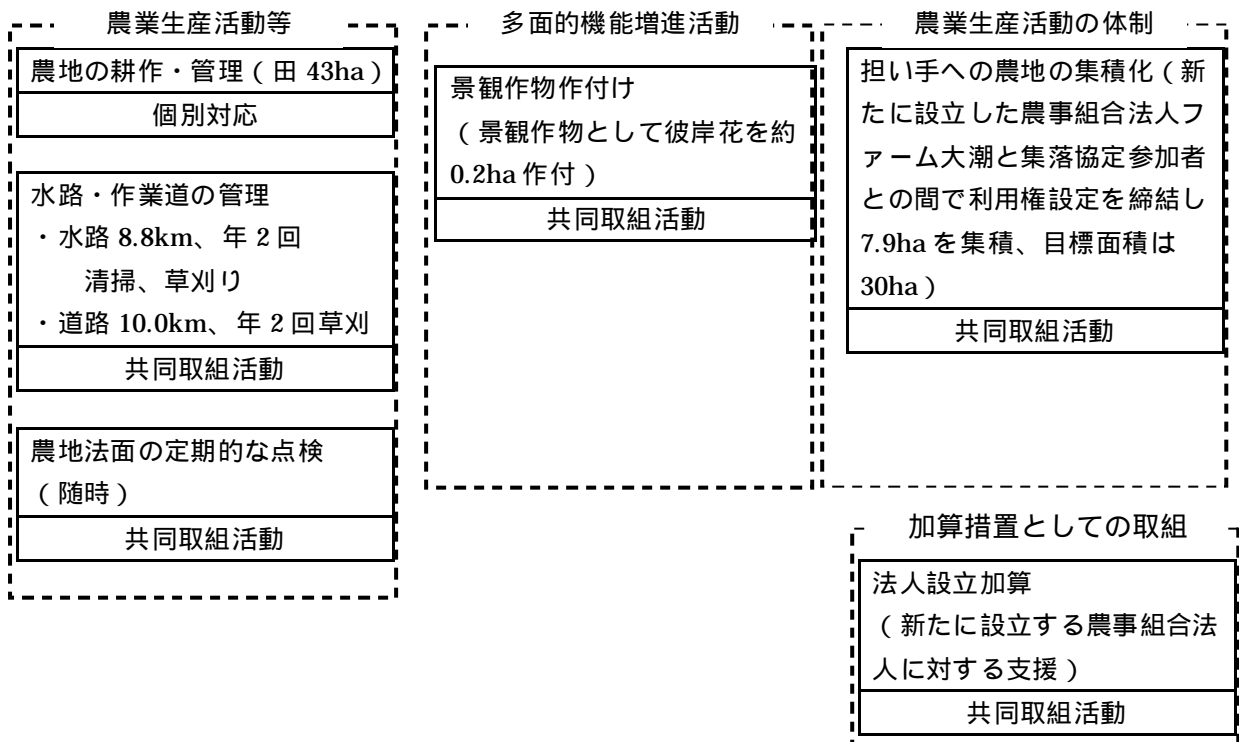 農業生産活動等
農地の耕作・管理（田 43ha）
個別対応
水路・作業道の管理
・水路 8.8km、年 2 回
清掃、草刈り
・道路 10.0km、年 2 回草刈
共同取組活動
農地法面の定期的な点検
（随時）
共同取組活動
多面的機能増進活動
景観作物作付け
（景観作物として彼岸花を約
0.2ha 作付）
共同取組活動
農業生産活動の体制
担い手への農地の集積化（新
たに設立した農事組合法人フ
ァーム大潮と集落協定参加者
との間で利用権設定を締結し
7.9ha を集積、目標面積は
30ha）
共同取組活動
加算措置としての取組
法人設立加算
（新たに設立する農事組合法
人に対する支援）
共同取組活動